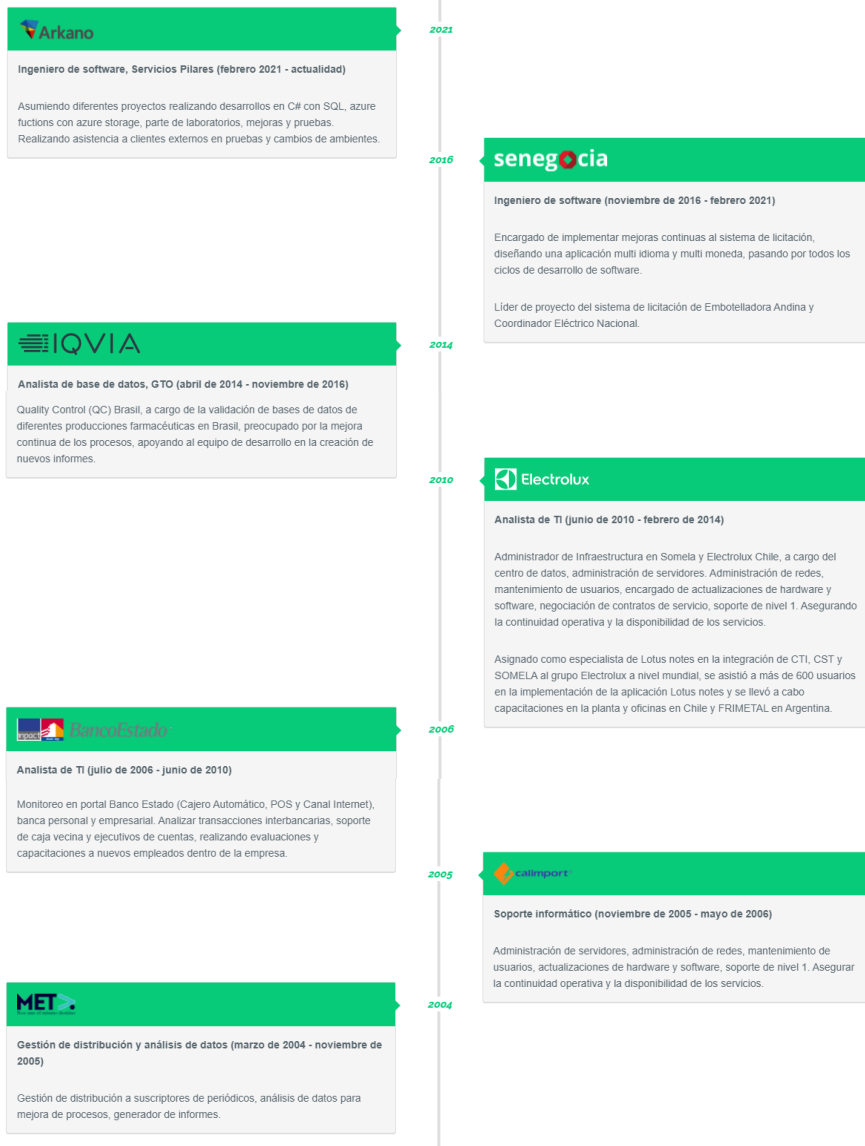 Arkano
2021
Ingeniero de software, Servicios Pilares (febrero 2021 - actualidad)
Asumiendo diferentes proyectos realizando desarrollos en C# con SQL, azure
fuctions con azure storage, parte de laboratorios, mejoras y pruebas.
Realizando asistencia a clientes externos en pruebas y cambios de ambientes.
2016
senegocia
Ingeniero de software (noviembre de 2016 - febrero 2021)
Encargado de implementar mejoras continuas al sistema de licitación,
diseñando una aplicación multi idioma y multi moneda, pasando por todos los
ciclos de desarrollo de software.
Líder de proyecto del sistema de licitación de Embotelladora Andina y
Coordinador Eléctrico Nacional.
IQVIA
2014
Analista de base de datos, GTO (abril de 2014 - noviembre de 2016)
Quality Control (QC) Brasil, a cargo de la validación de bases de datos de
diferentes producciones farmacéuticas en Brasil, preocupado por la mejora
continua de los procesos, apoyando al equipo de desarrollo en la creación de
nuevos informes.
2010
Electrolux
Analista de TI (junio de 2010 - febrero de 2014)
Administrador de Infraestructura en Somela y Electrolux Chile, a cargo del
centro de datos, administración de servidores. Administración de redes,
mantenimiento de usuarios, encargado de actualizaciones de hardware y
software, negociación de contratos de servicio, soporte de nivel 1. Asegurando
la continuidad operativa y la disponibilidad de los servicios.
Asignado como especialista de Lotus notes en la integración de CTI, CST y
SOMELA al grupo Electrolux a nivel mundial, se asistió a más de 600 usuarios
en la implementación de la aplicación Lotus notes y se llevó a cabo
capacitaciones en la planta y oficinas en Chile y FRIMETAL en Argentina.
BancoEstado
2006
Analista de TI (julio de 2006 - junio de 2010)
Monitoreo en portal Banco Estado (Cajero Automático, POS y Canal Internet),
banca personal y empresarial. Analizar transacciones interbancarias, soporte
de caja vecina y ejecutivos de cuentas, realizando evaluaciones y
capacitaciones a nuevos empleados dentro de la empresa.
2005
calimport
Soporte informático (noviembre de 2005 - mayo de 2006)
Administración de servidores, administración de redes, mantenimiento de
usuarios, actualizaciones de hardware y software, soporte de nivel 1. Asegurar
la continuidad operativa y la disponibilidad de los servicios.
MET
2004
Gestión de distribución y análisis de datos (marzo de 2004 - noviembre de
2005)
Gestión de distribución a suscriptores de periódicos, análisis de datos para
mejora de procesos, generador de informes.